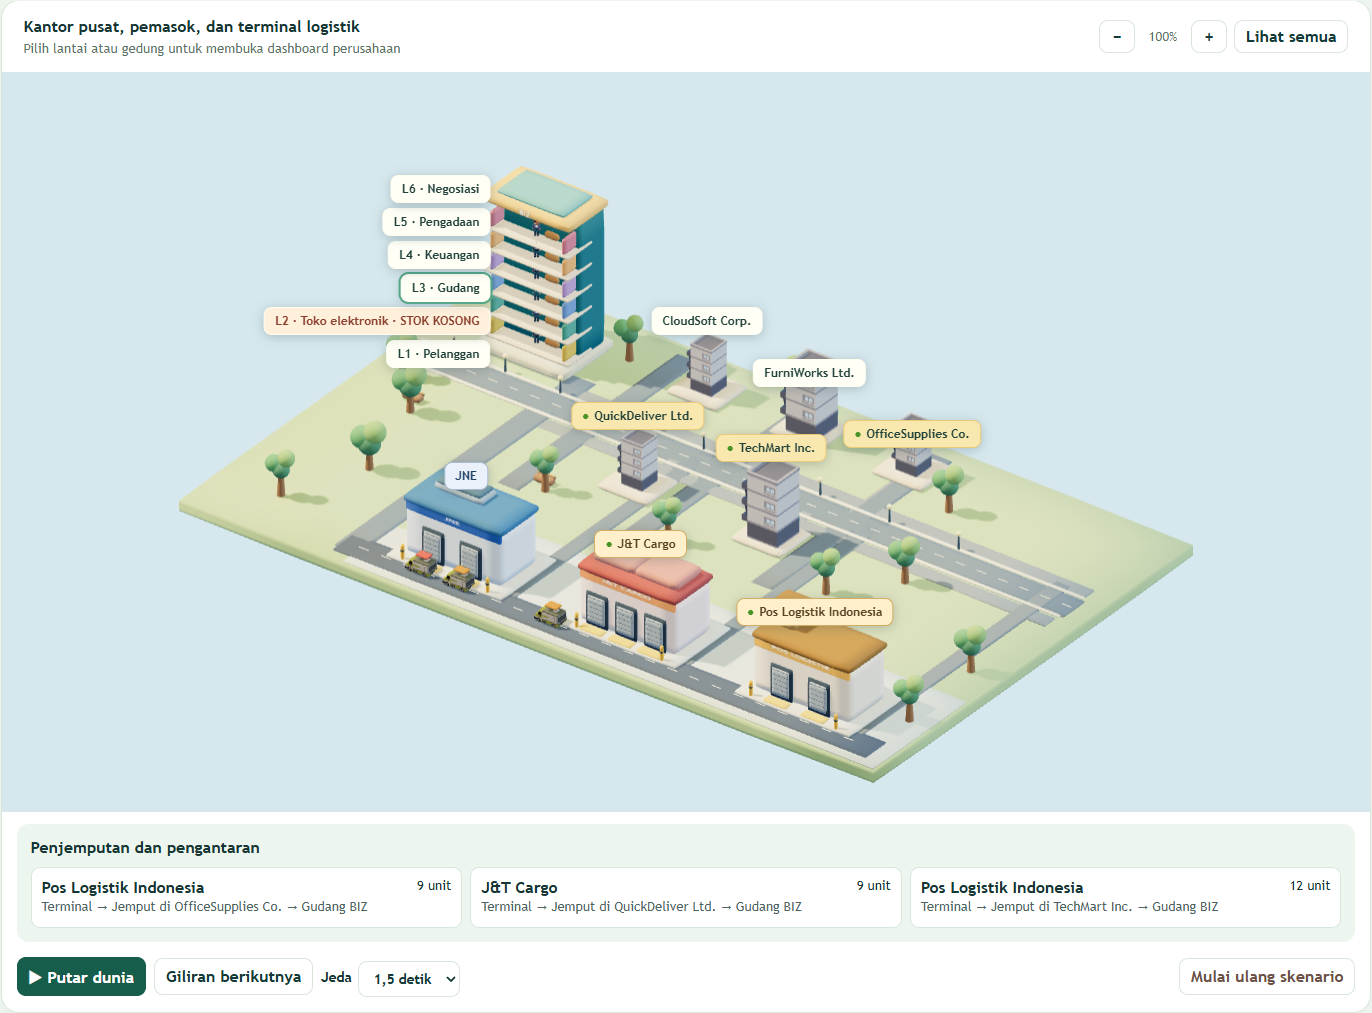 Kantor pusat, pemasok, dan terminal logistik
Pilih lantai atau gedung untuk membuka dashboard perusahaan
−
100%
+
Lihat semua
L6 · Negosiasi
L5 · Pengadaan
L4 · Keuangan
L3 · Gudang
L2 · Toko elektronik · STOK KOSONG
L1 · Pelanggan
CloudSoft Corp.
FurniWorks Ltd.
● QuickDeliver Ltd.
● OfficeSupplies Co.
● TechMart Inc.
JNE
● J&T Cargo
● Pos Logistik Indonesia
Penjemputan dan pengantaran
Pos Logistik Indonesia 9 unit
Terminal → Jemput di OfficeSupplies Co. → Gudang BIZ
J&T Cargo 9 unit
Terminal → Jemput di QuickDeliver Ltd. → Gudang BIZ
Pos Logistik Indonesia 12 unit
Terminal → Jemput di TechMart Inc. → Gudang BIZ
▶ Putar dunia
Giliran berikutnya
Jeda
1,5 detik
Mulai ulang skenario